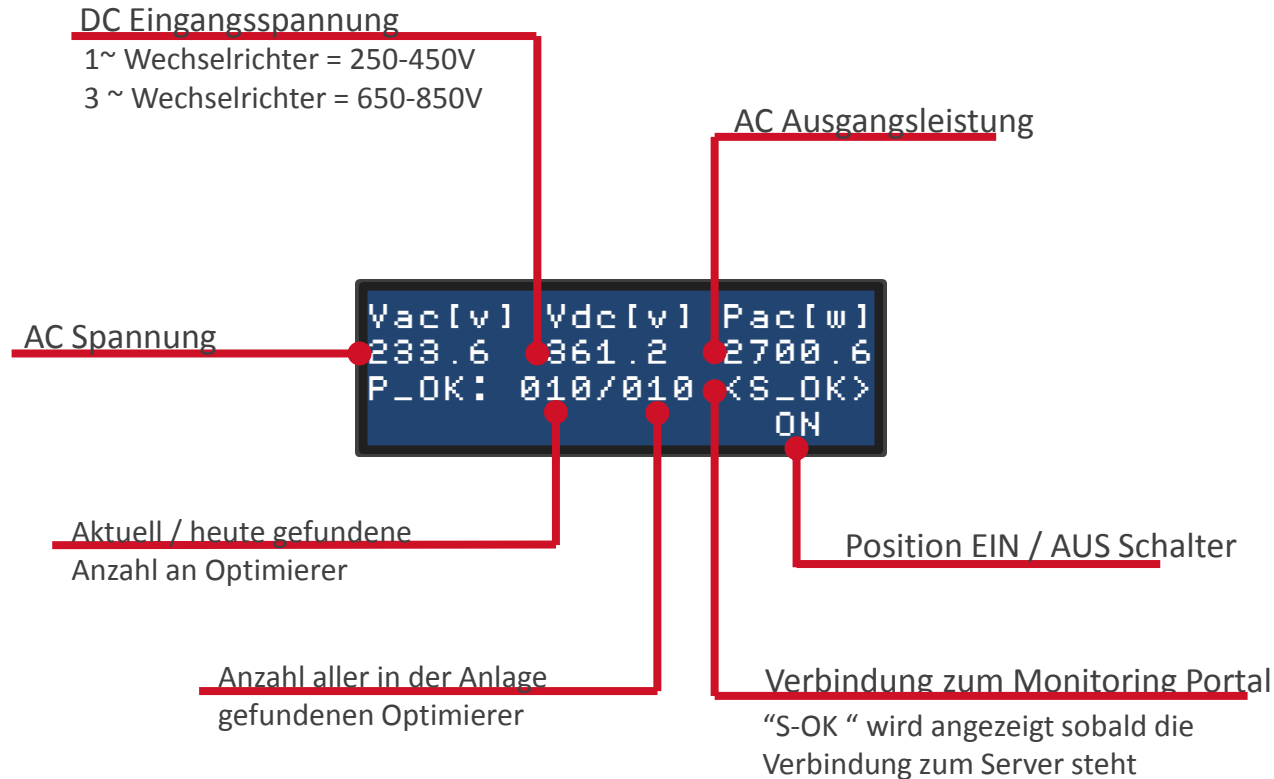 DC Eingangsspannung
1~ Wechselrichter = 250-450V
3 ~ Wechselrichter = 650-850V
AC Ausgangsleistung
AC Spannung
Vac[v] Vdc[v] Pac[w]
233.6 361.2 2700.6
P_OK: 010/010 <S_OK>
ON
Aktuell / heute gefundene
Anzahl an Optimierer
Position EIN / AUS Schalter
Anzahl aller in der Anlage
gefundenen Optimierer
Verbindung zum Monitoring Portal
“S-OK “ wird angezeigt sobald die
Verbindung zum Server steht